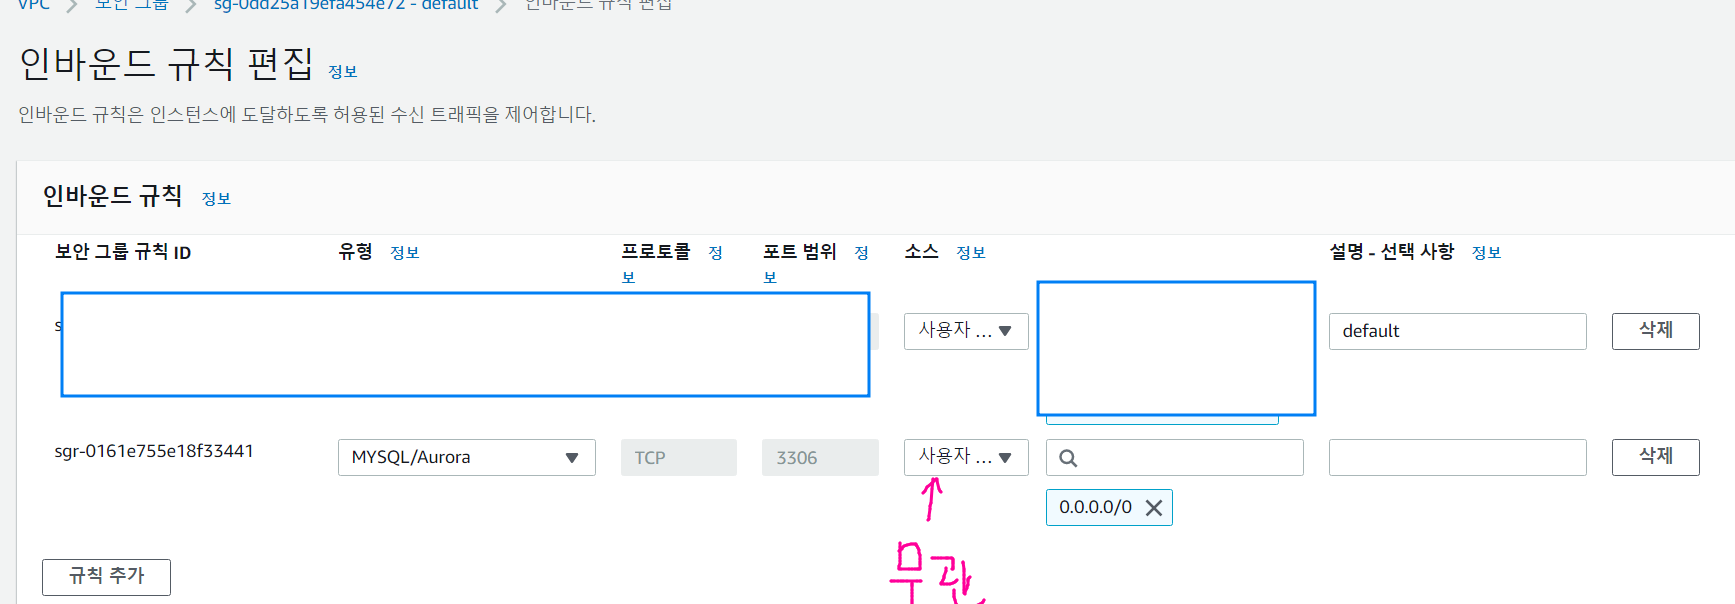 VPC > 보안 그룹 > sg-0dd25a19efa454e72 - default > 인바운드 규칙 편집
인바운드 규칙 편집 정보
인바운드 규칙은 인스턴스에 도달하도록 허용된 수신 트래픽을 제어합니다.
인바운드 규칙 정보
보안 그룹 규칙 ID 유형 정보 프로토콜 정보 포트 범위 정보 소스 정보 설명 - 선택 사항 정보
s 사용자 ... default 삭제
sgr-0161e755e18f33441 MYSQL/Aurora TCP 3306 사용자 ... 삭제
0.0.0.0/0
무관
규칙 추가